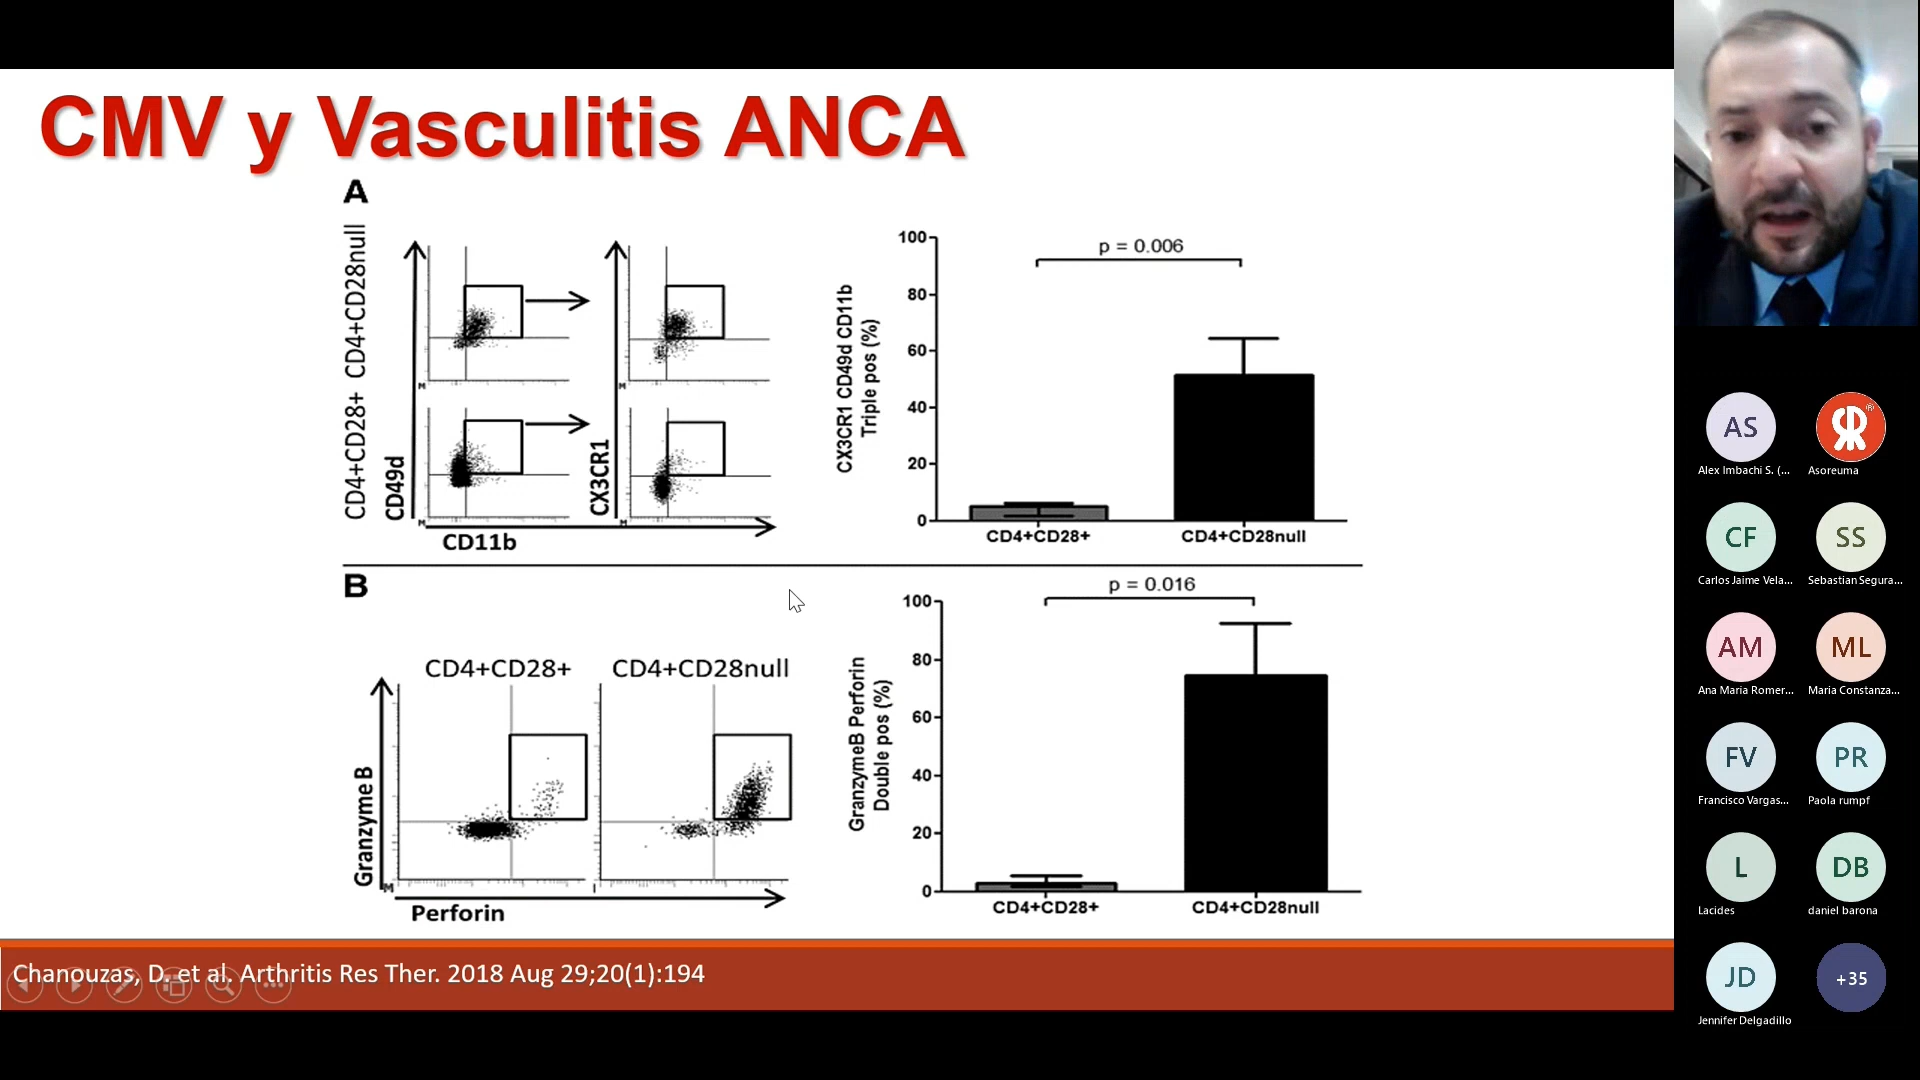 CMV y Vasculitis ANCA
A
CD4+CD28+ CD4+CD28null
CD49d
CX3CR1
CD11b
CX3CR1 CD49d CD11b
Triple pos (%)
100
80
60
40
20
0
p = 0.006
CD4+CD28+
CD4+CD28null
B
CD4+CD28+
CD4+CD28null
GranzymeB
Perforin
GranzymeB Perforin
Double pos (%)
100
80
60
40
20
0
p = 0.016
CD4+CD28+
CD4+CD28null
Chanouzas, D. et al. Arthritis Res Ther. 2018 Aug 29;20(1):194
AS
Alex Imbachi S. (...
Asoreuma
CF
Carlos Jaime Vela...
SS
Sebastian Segura...
AM
Ana Maria Romer...
ML
Maria Constanza...
FV
Francisco Vargas...
PR
Paola rumpf
L
Lacides
DB
daniel barona
JD
Jennifer Delgadillo
+35